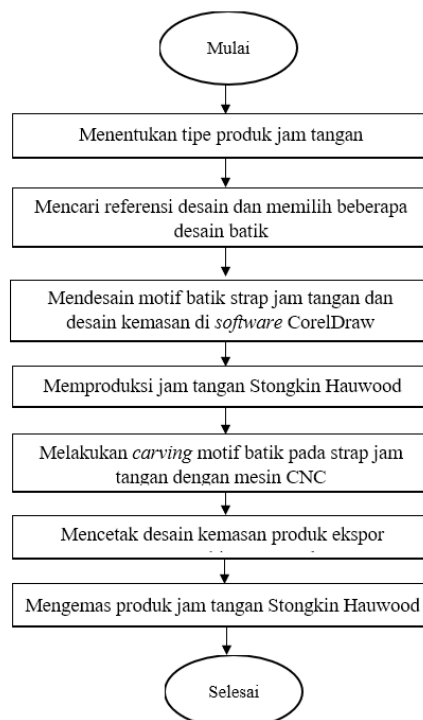 Mulai
Menentukan tipe produk jam tangan
Mencari referensi desain dan memilih beberapa
desain batik
Mendesain motif batik strap jam tangan dan
desain kemasan di software CorelDraw
Memproduksi jam tangan Stongkin Hauwood
Melakukan carving motif batik pada strap jam
tangan dengan mesin CNC
Mencetak desain kemasan produk ekspor
Mengemas produk jam tangan Stongkin Hauwood
Selesai